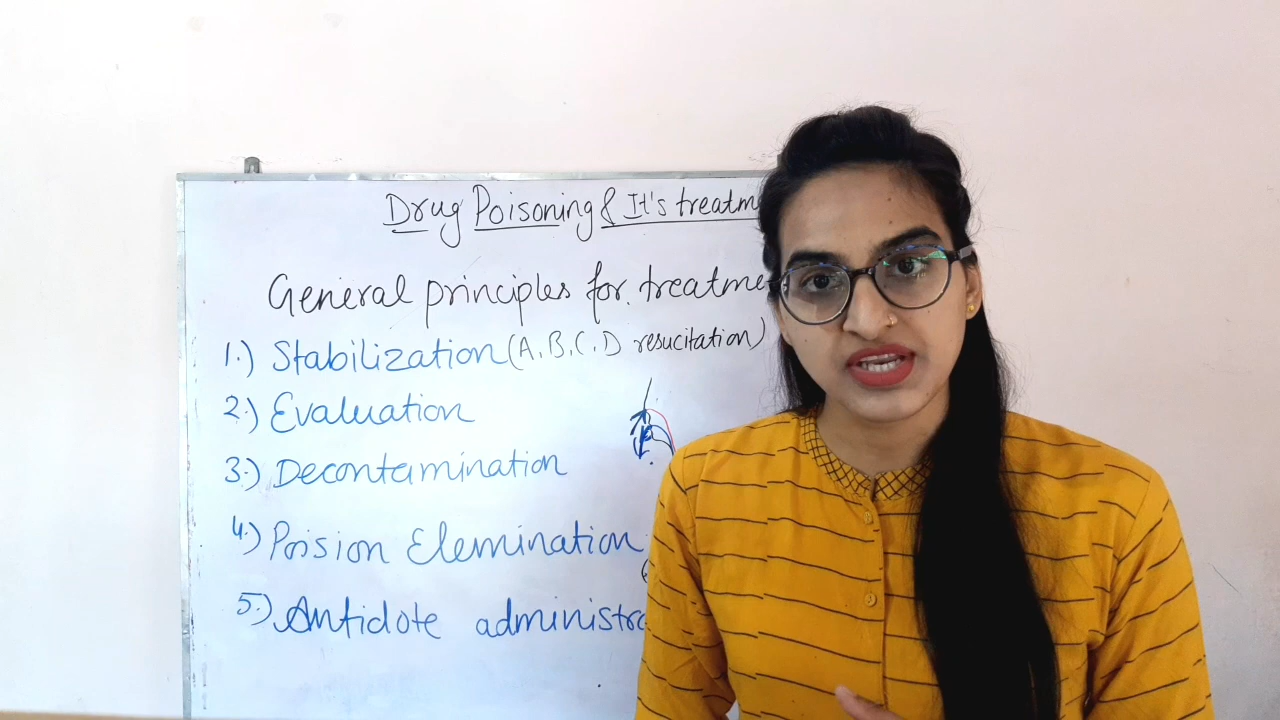 Drug Poisoning & It's treatm
General principles for treatme
1.) Stabilization (A, B, C, D resucitation)
2.) Evaluation
3.) Decontamination
4.) Poision Elemination
5.) Antidote administra